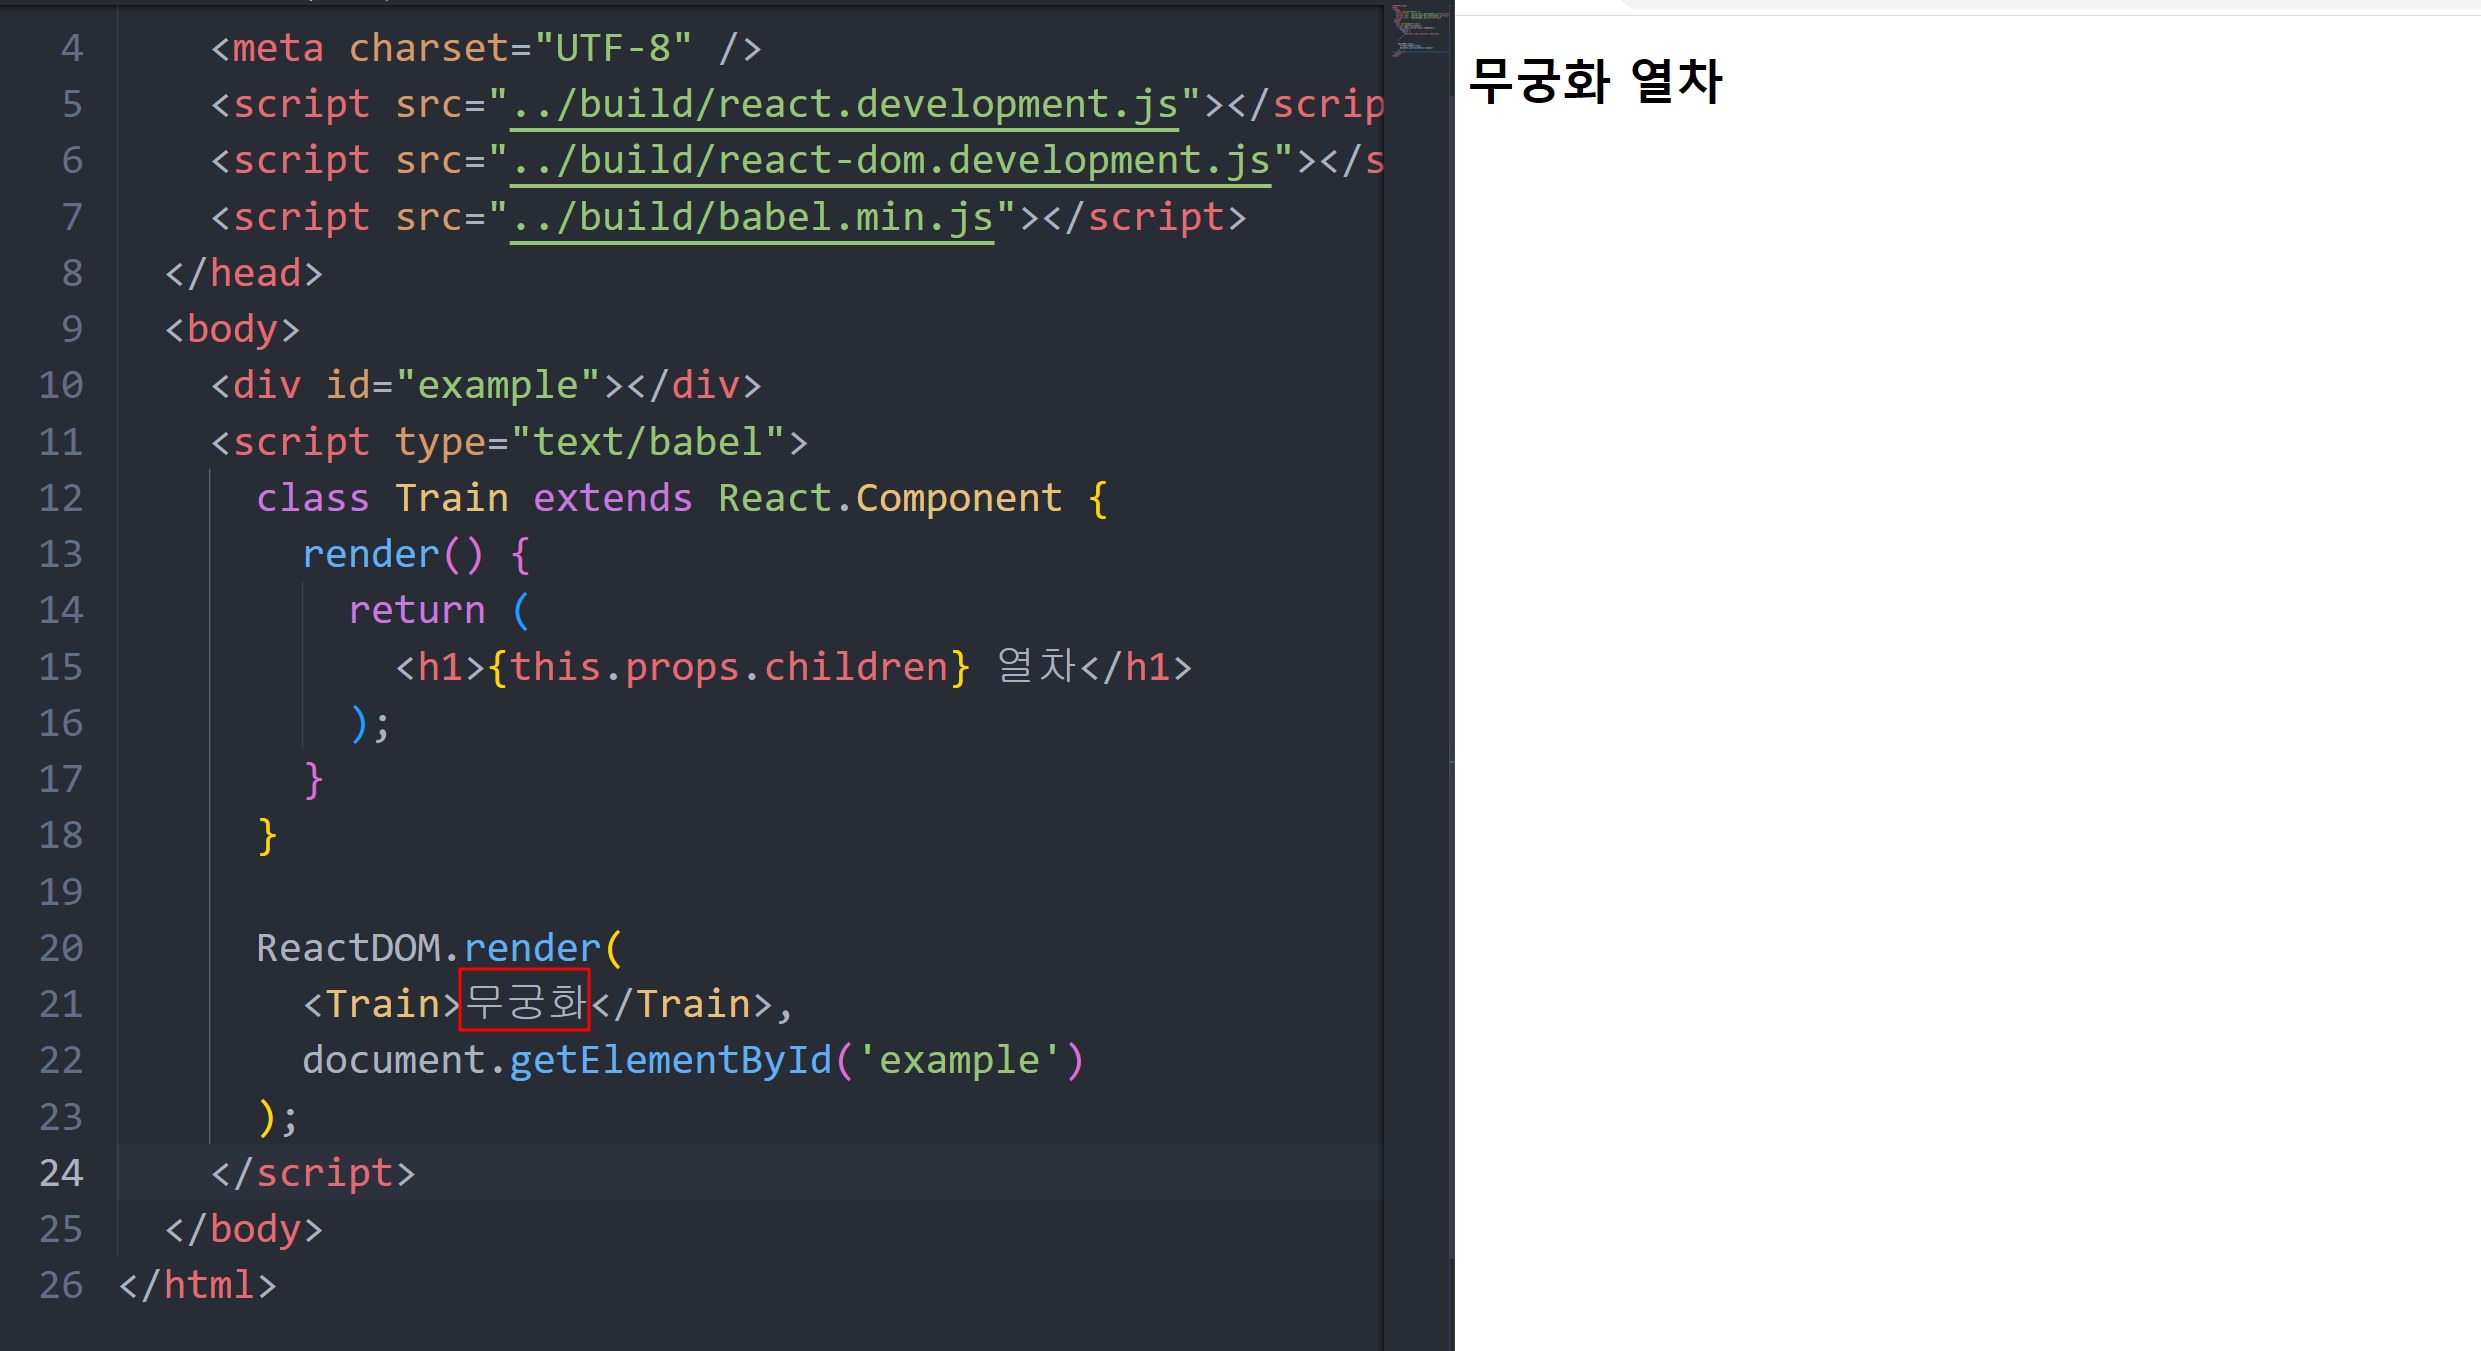 4 <meta charset="UTF-8" />
5 <script src="../build/react.development.js"></scrip
6 <script src="../build/react-dom.development.js"></s
7 <script src="../build/babel.min.js"></script>
8 </head>
9 <body>
10 <div id="example"></div>
11 <script type="text/babel">
12 class Train extends React.Component {
13 render() {
14 return (
15 <h1>{this.props.children} 열차</h1>
16 );
17 }
18 }
19
20 ReactDOM.render(
21 <Train>무궁화</Train>,
22 document.getElementById('example')
23 );
24 </script>
25 </body>
26 </html>
무궁화 열차